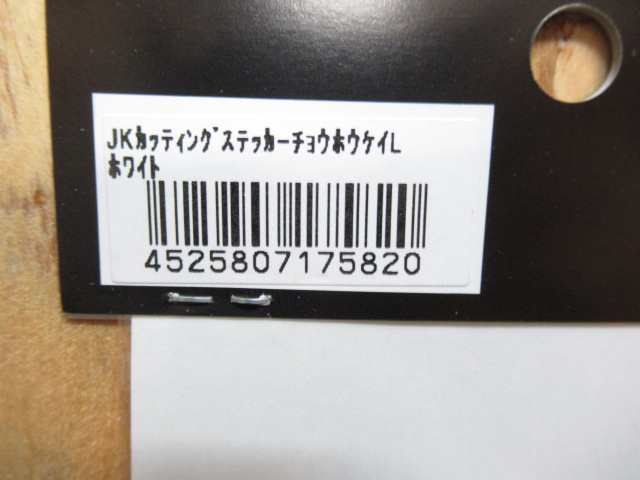 JKｶｯﾃｨﾝｸﾞｽﾃｯｶｰﾁｮｳﾎｳｹｲL
ﾎﾜｲﾄ
4525807175820